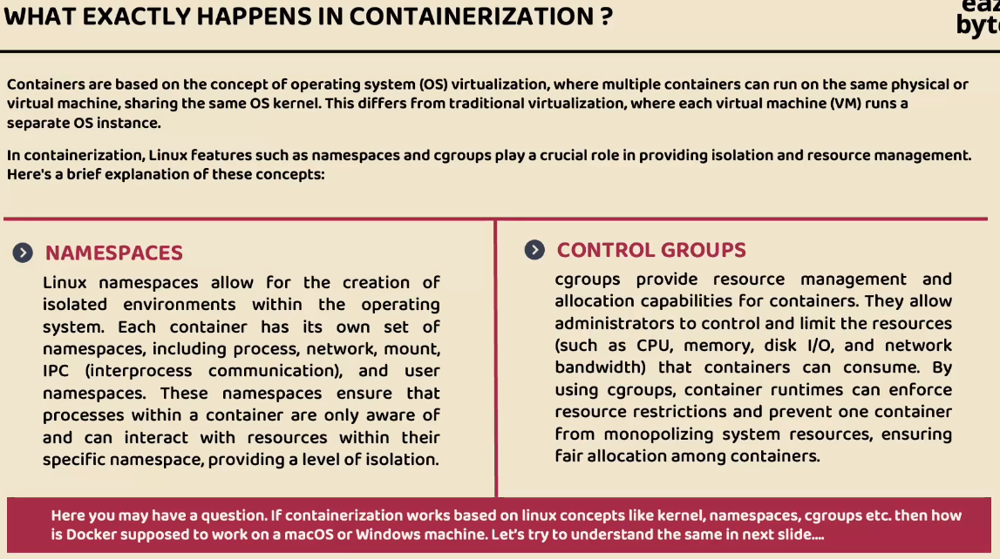 WHAT EXACTLY HAPPENS IN CONTAINERIZATION ?
Containers are based on the concept of operating system (OS) virtualization, where multiple containers can run on the same physical or
virtual machine, sharing the same OS kernel. This differs from traditional virtualization, where each virtual machine (VM) runs a
separate OS instance.
In containerization, Linux features such as namespaces and cgroups play a crucial role in providing isolation and resource management.
Here's a brief explanation of these concepts:
NAMESPACES
Linux namespaces allow for the creation of
isolated environments within the operating
system. Each container has its own set of
namespaces, including process, network, mount,
IPC (interprocess communication), and user
namespaces. These namespaces ensure that
processes within a container are only aware of
and can interact with resources within their
specific namespace, providing a level of isolation.
CONTROL GROUPS
cgroups provide resource management and
allocation capabilities for containers. They allow
administrators to control and limit the resources
(such as CPU, memory, disk I/O, and network
bandwidth) that containers can consume. By
using cgroups, container runtimes can enforce
resource restrictions and prevent one container
from monopolizing system resources, ensuring
fair allocation among containers.
Here you may have a question. If containerization works based on linux concepts like kernel, namespaces, cgroups etc. then how
is Docker supposed to work on a macOS or Windows machine. Let's try to understand the same in next slide....